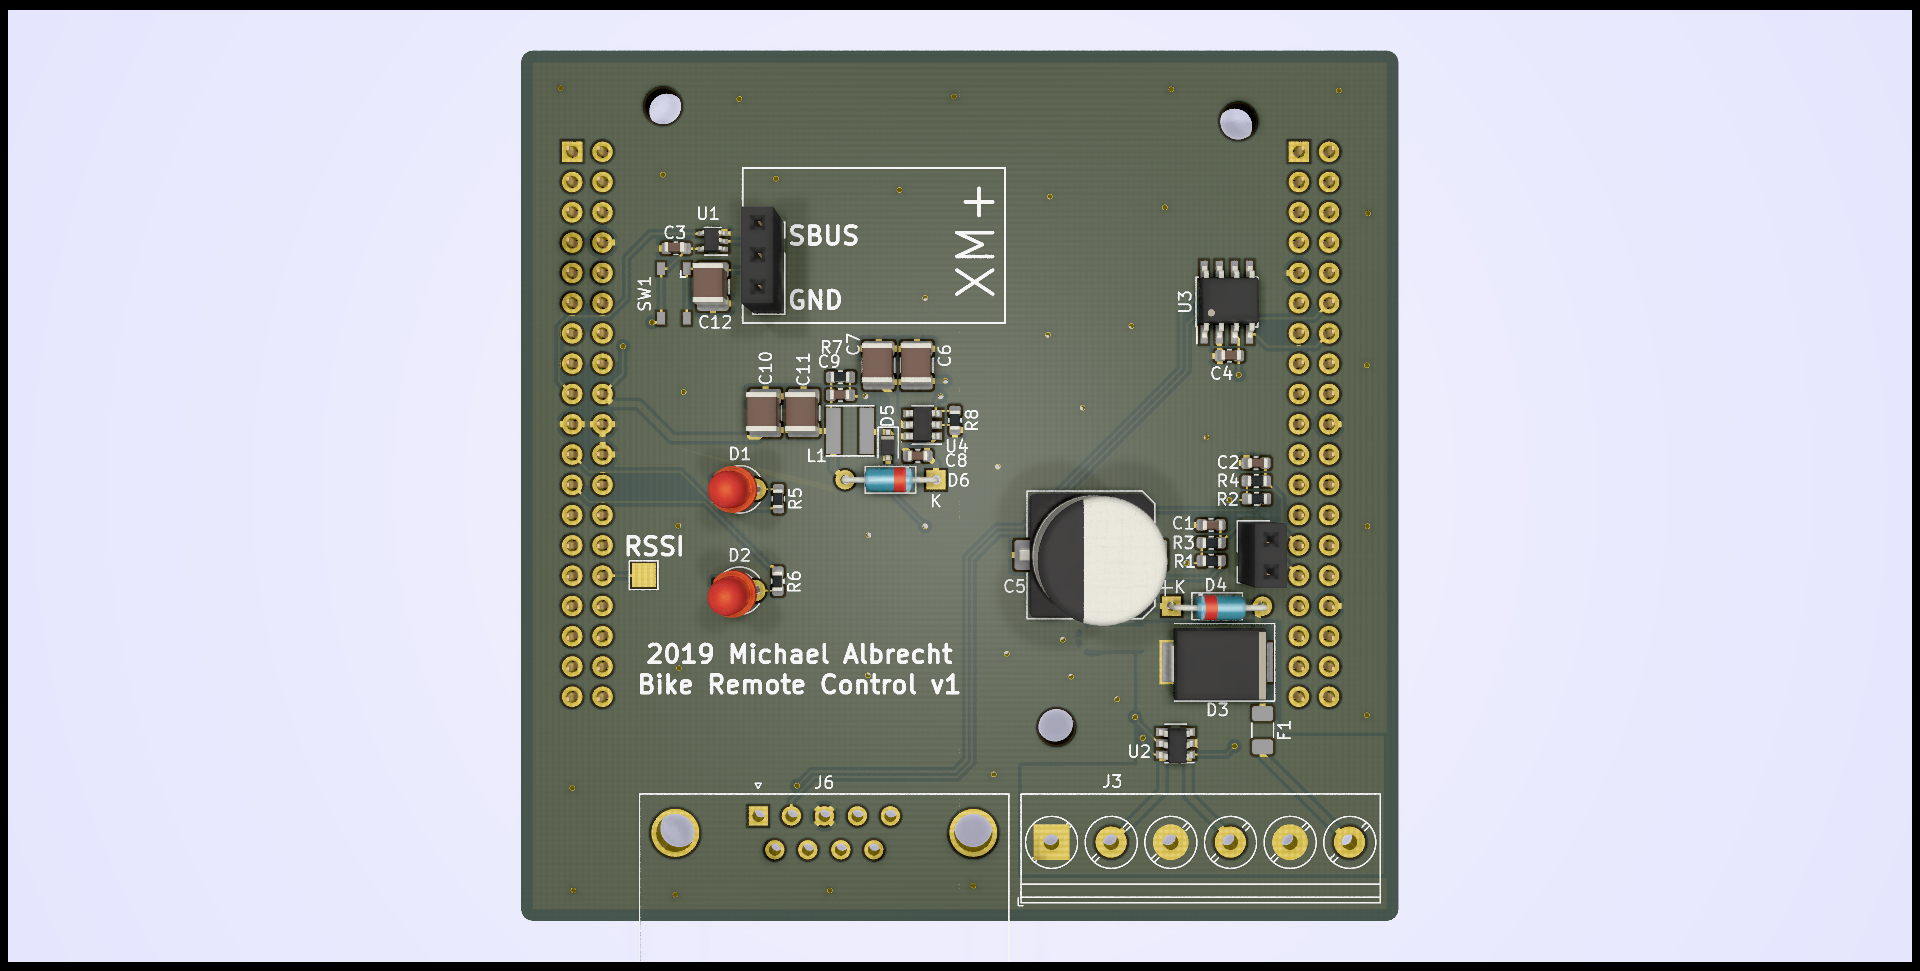 U1
C3
SBUS
XM+
SW1
GND
C12
U3
C4
C7
C6
R7
C9
C10
C11
D5
R8
U4
L1
C8
D6
K
D1
R5
C2
R4
R2
C1
R3
R1
RSSI
D2
R6
C5
K
D4
2019 Michael Albrecht
Bike Remote Control v1
D3
F1
U2
J6
J3